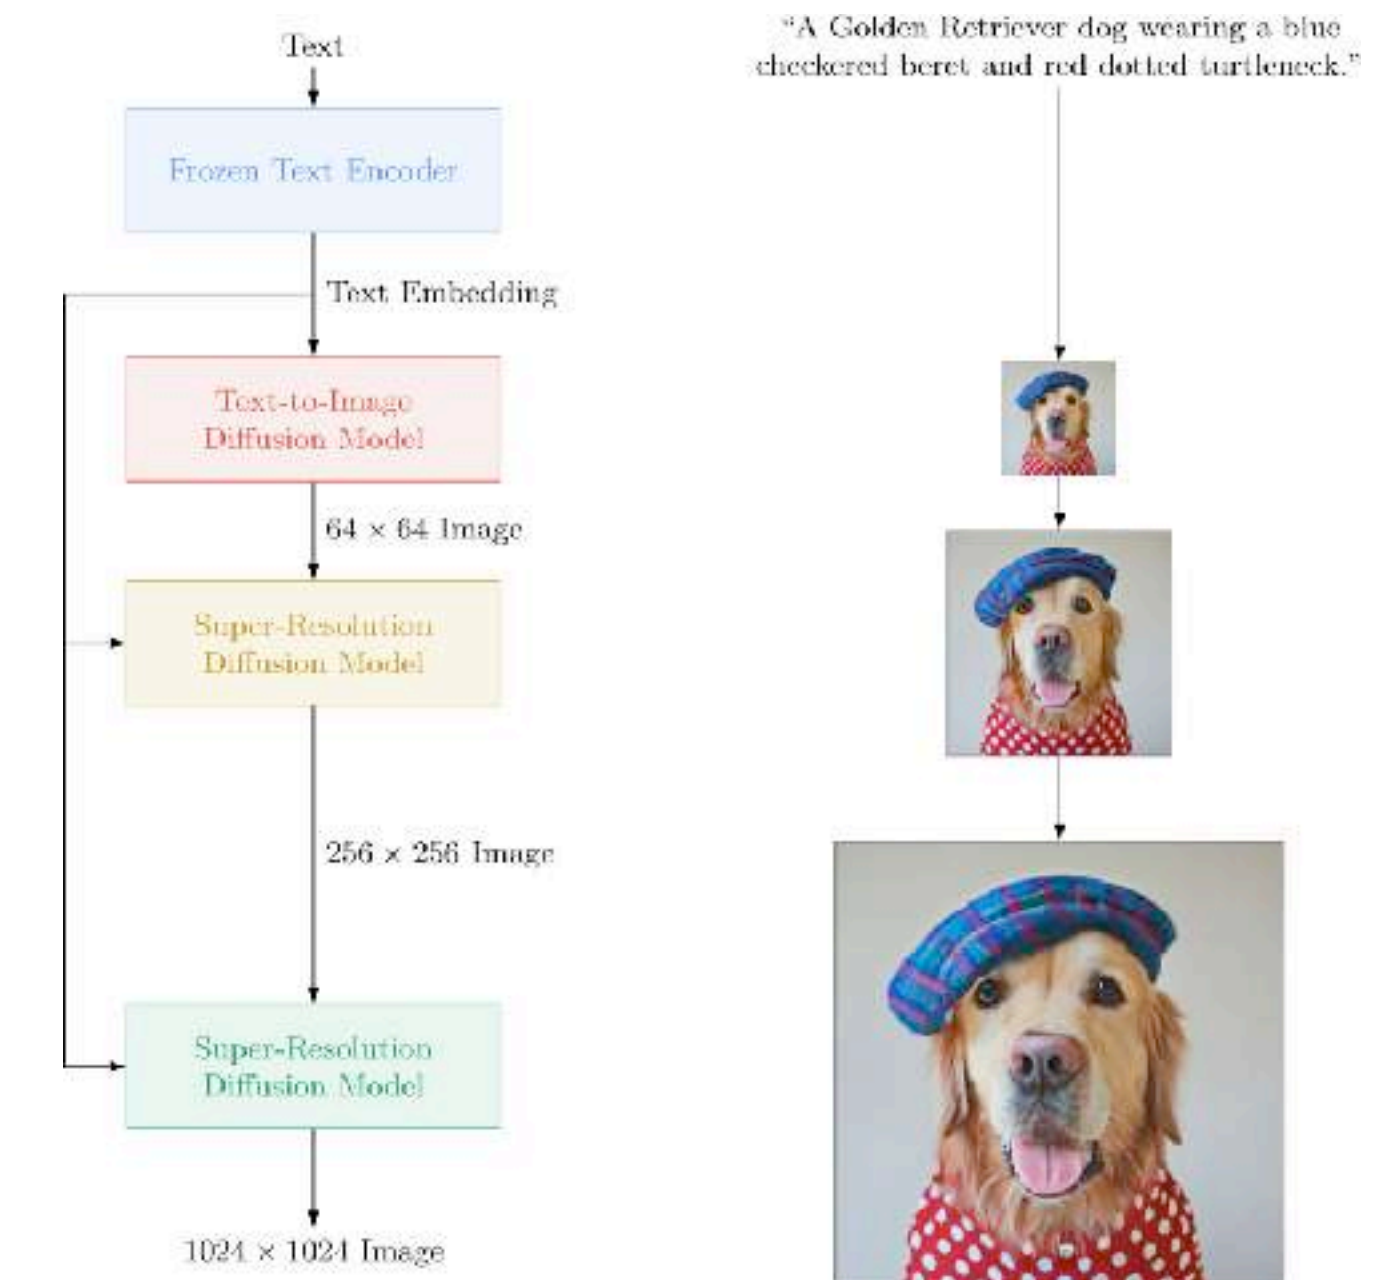 Text
Frozen Text Encoder
Text Embedding
Text-to-Image
Diffusion Model
64 × 64 Image
Super-Resolution
Diffusion Model
256 × 256 Image
Super-Resolution
Diffusion Model
1024 × 1024 Image
“A Golden Retriever dog wearing a blue
checkered beret and red dotted turtleneck.”